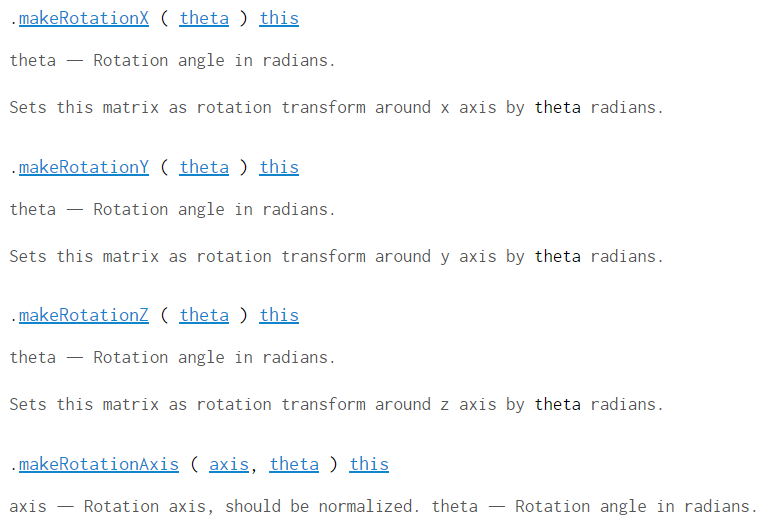 .makeRotationX ( theta ) this
theta — Rotation angle in radians.
Sets this matrix as rotation transform around x axis by theta radians.
.makeRotationY ( theta ) this
theta — Rotation angle in radians.
Sets this matrix as rotation transform around y axis by theta radians.
.makeRotationZ ( theta ) this
theta — Rotation angle in radians.
Sets this matrix as rotation transform around z axis by theta radians.
.makeRotationAxis ( axis, theta ) this
axis — Rotation axis, should be normalized. theta — Rotation angle in radians.